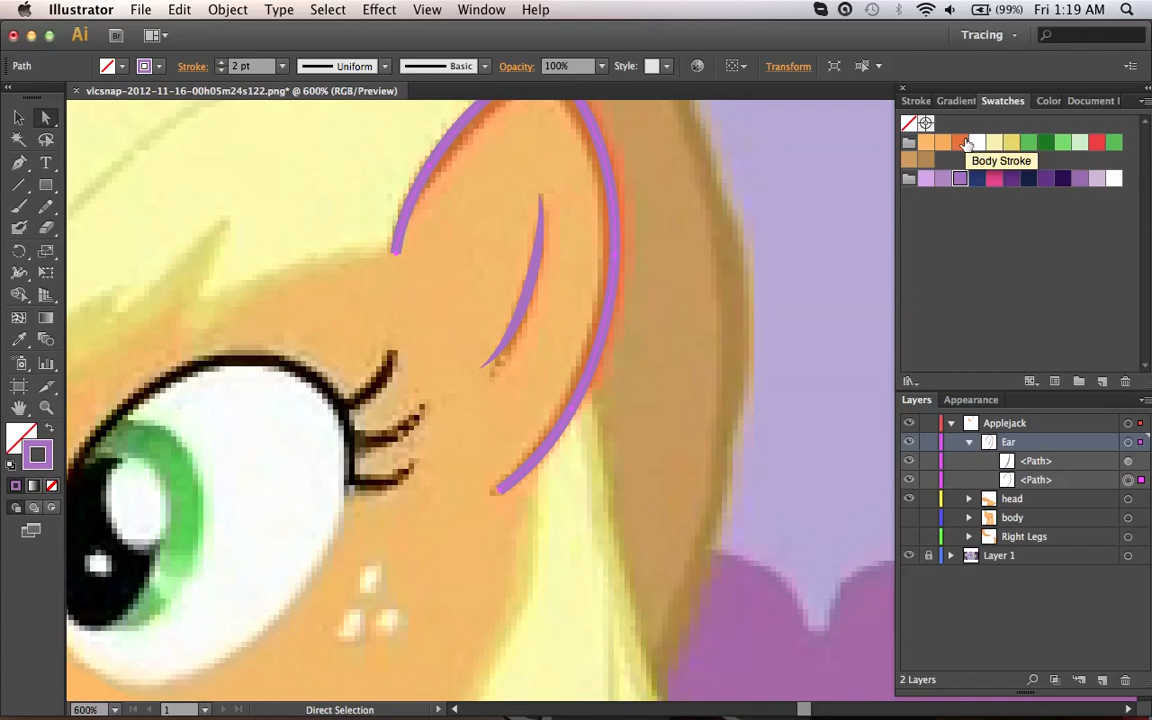 Illustrator File Edit Object Type Select Effect View Window Help (99%) Fri 1:19 AM
Ai Br Tracing
Path Stroke: 2 pt Uniform Basic Opacity: 100% Style: Transform
vlcsnap-2012-11-16-00h05m24s122.png* @ 600% (RGB/Preview)
Stroke Gradient Swatches Color Document I
Body Stroke
Layers Appearance
Applejack
Ear
<Path>
<Path>
head
body
Right Legs
Layer 1
2 Layers
600% 1 Direct Selection